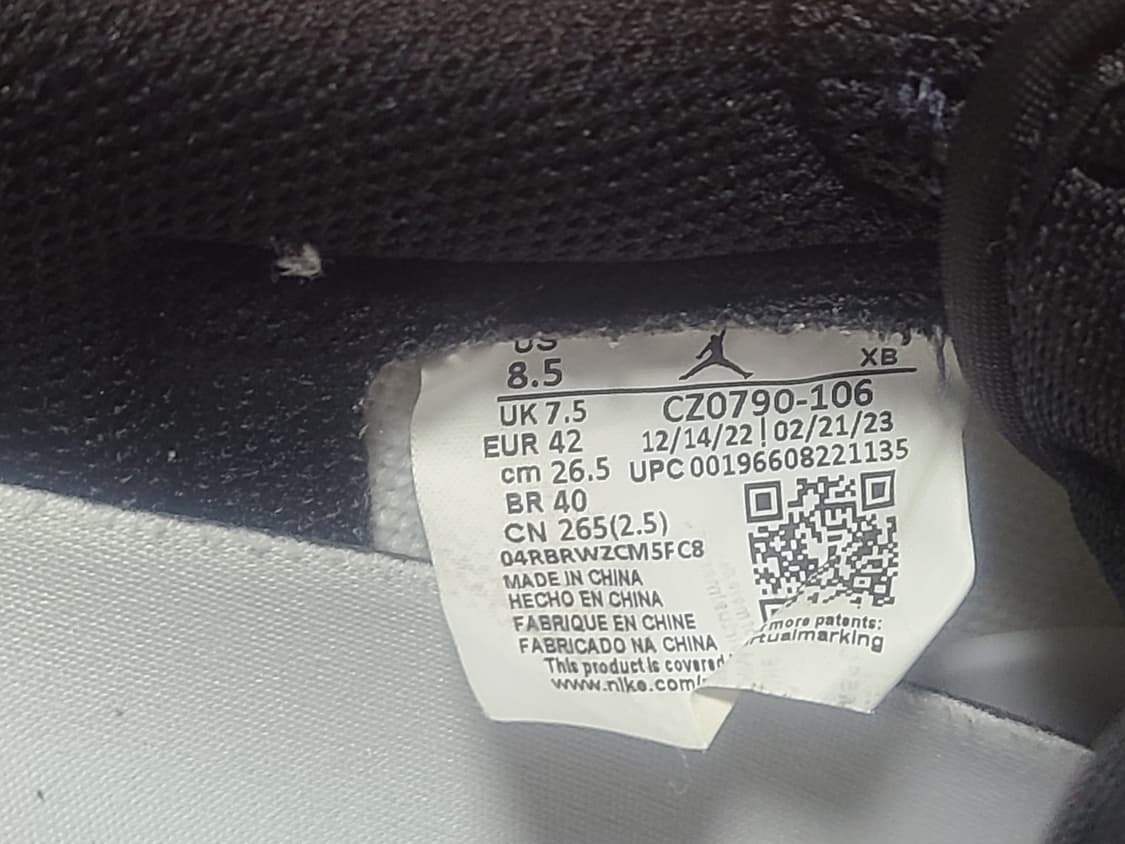 US
8.5
XB
UK 7.5
CZ0790-106
EUR 42
12/14/22 | 02/21/23
cm 26.5
UPC 00196608221135
BR 40
CN 265(2.5)
04RBRWZCM5FC8
MADE IN CHINA
HECHO EN CHINA
FABRIQUE EN CHINE
FABRICADO NA CHINA
This product is covered
www.nike.com/
more patents:
rtualmarking